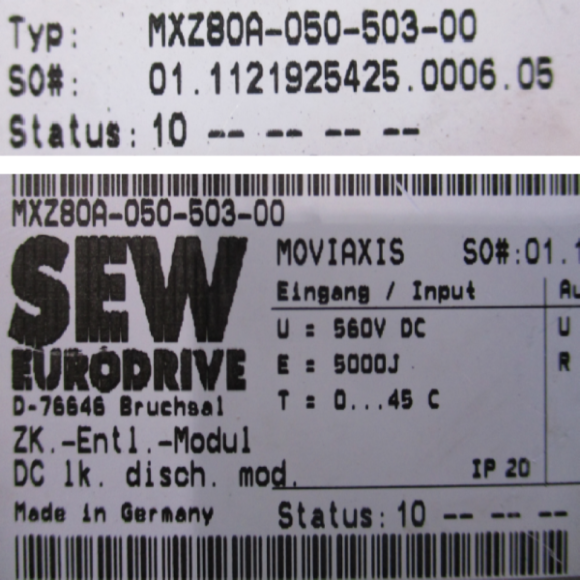 Typ: MXZ80A-050-503-00
SO#: 01.1121925425.0006.05
Status: 10 -- -- -- --
MXZ80A-050-503-00
SEW
EURODRIVE
D-76646 Bruchsal
ZK.-Entl.-Modul
DC lk. disch. mod.
Made in Germany
MOVIAXIS SO#:01.1
Eingang / Input
U = 560V DC
E = 5000J
T = 0...45 C
U
R
IP 20
Status: 10 -- -- --